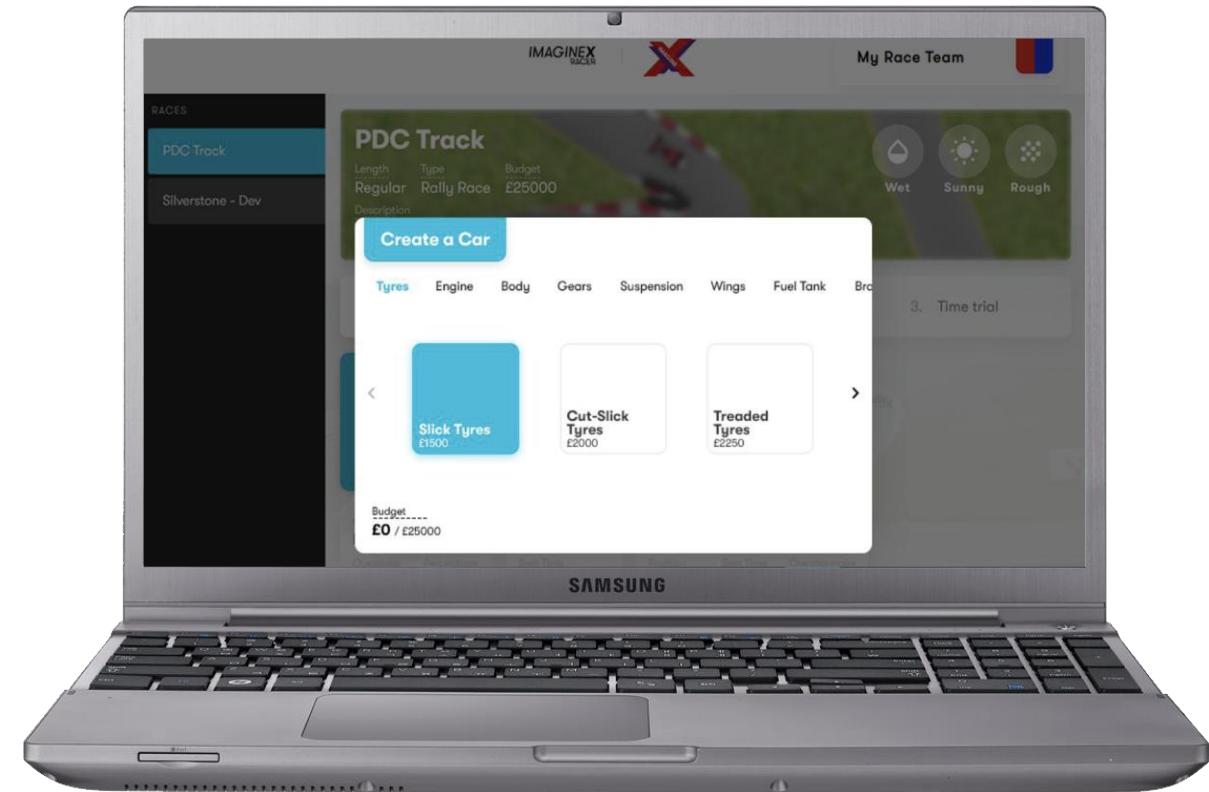 IMAGINEX
RACER
My Race Team
RACES
PDC Track
Silverstone - Dev
PDC Track
Length Type Budget
Regular Rally Race £25000
Description
Wet Sunny Rough
Create a Car
Tyres Engine Body Gears Suspension Wings Fuel Tank Bra
3. Time trial
Slick Tyres
£1500
Cut-Slick
Tyres
£2000
Treaded
Tyres
£2250
Budget
£0 / £25000
SAMSUNG